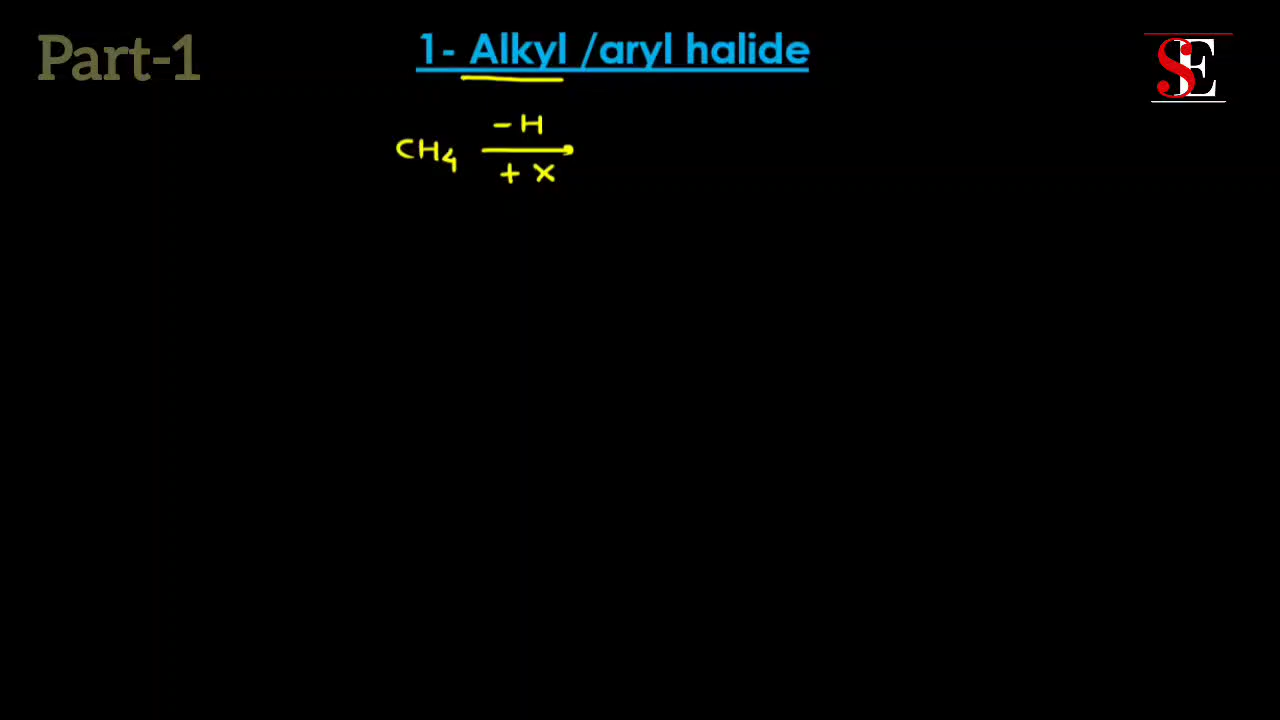 Part-1
1- Alkyl /aryl halide
SE
- H
CH4
+ X